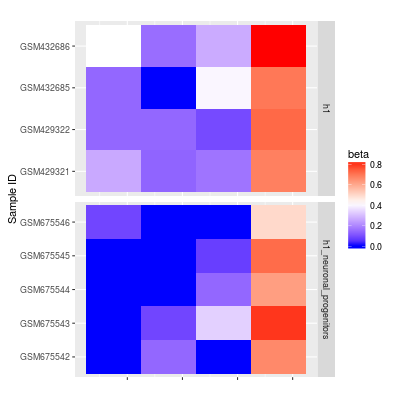 Sample ID
GSM432686
GSM432685
GSM429322
GSM429321
h1
GSM675546
GSM675545
GSM675544
GSM675543
GSM675542
h1_neuronal_progenitors
beta
0.8
0.6
0.4
0.2
0.0